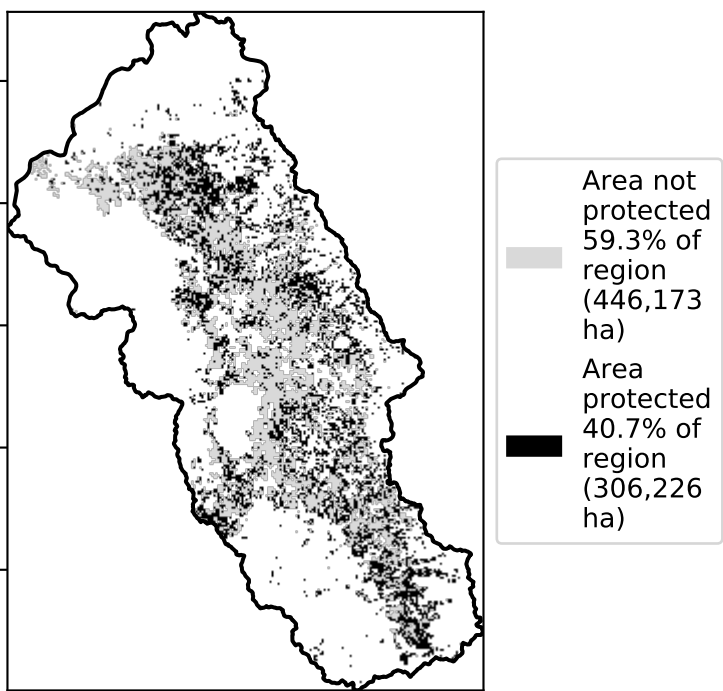 Area not
protected
59.3% of
region
(446,173
ha)
Area
protected
40.7% of
region
(306,226
ha)